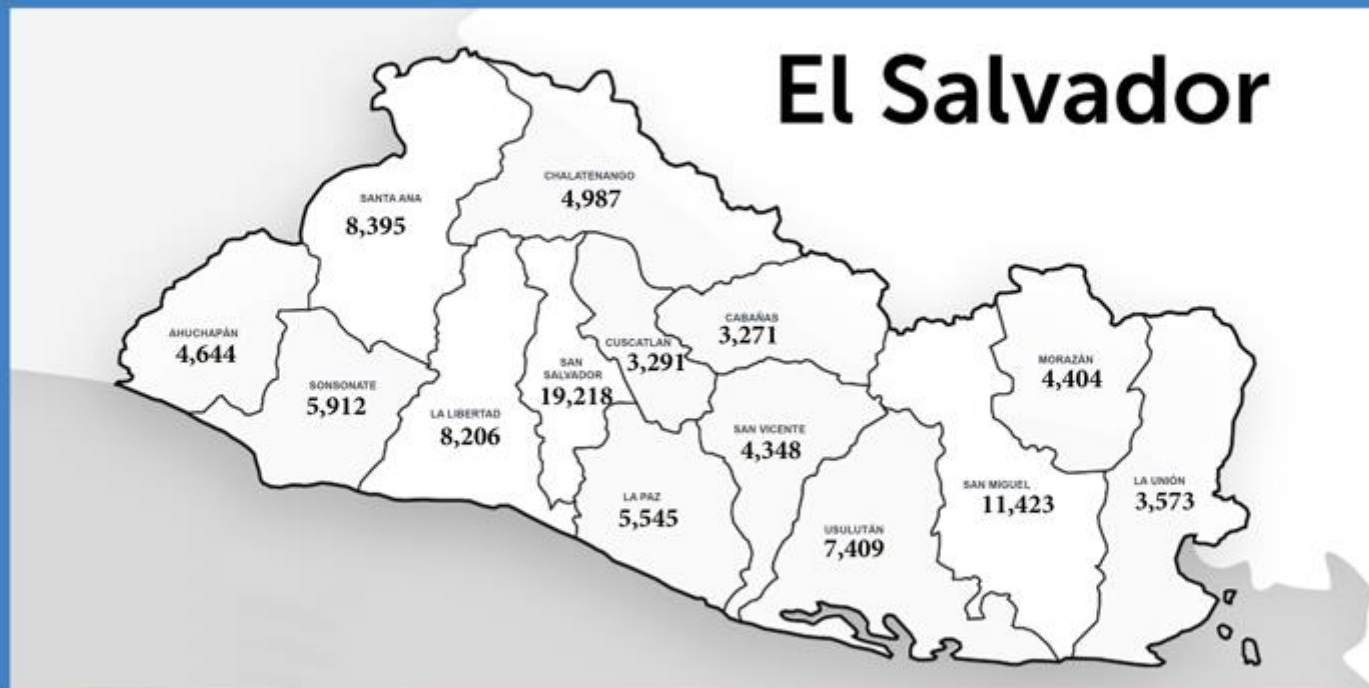 El Salvador
CHALATENANGO
4,987
SANTA ANA
8,395
AHUCHAPÁN
4,644
SONSONATE
5,912
LA LIBERTAD
8,206
SAN
SALVADOR
19,218
CUSCATLÁN
3,291
CABAÑAS
3,271
SAN VICENTE
4,348
LA PAZ
5,545
USULUTÁN
7,409
SAN MIGUEL
11,423
MORAZÁN
4,404
LA UNIÓN
3,573